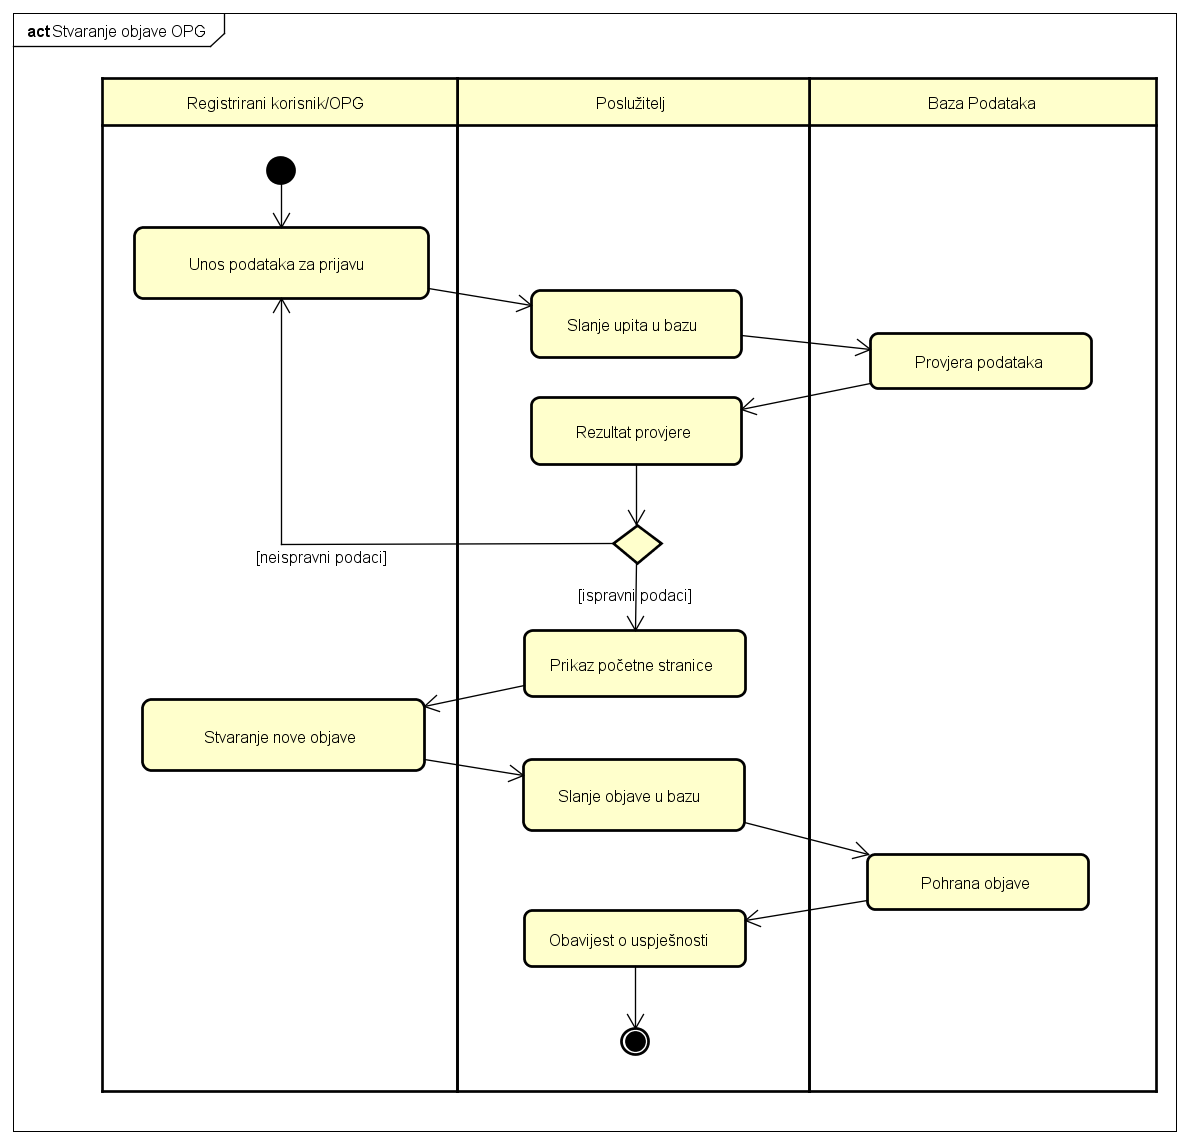 act Stvaranje objave OPG
Registrirani korisnik/OPG
Poslužitelj
Baza Podataka
Unos podataka za prijavu
Slanje upita u bazu
Provjera podataka
Rezultat provjere
[neispravni podaci]
[ispravni podaci]
Prikaz početne stranice
Stvaranje nove objave
Slanje objave u bazu
Pohrana objave
Obavijest o uspješnosti